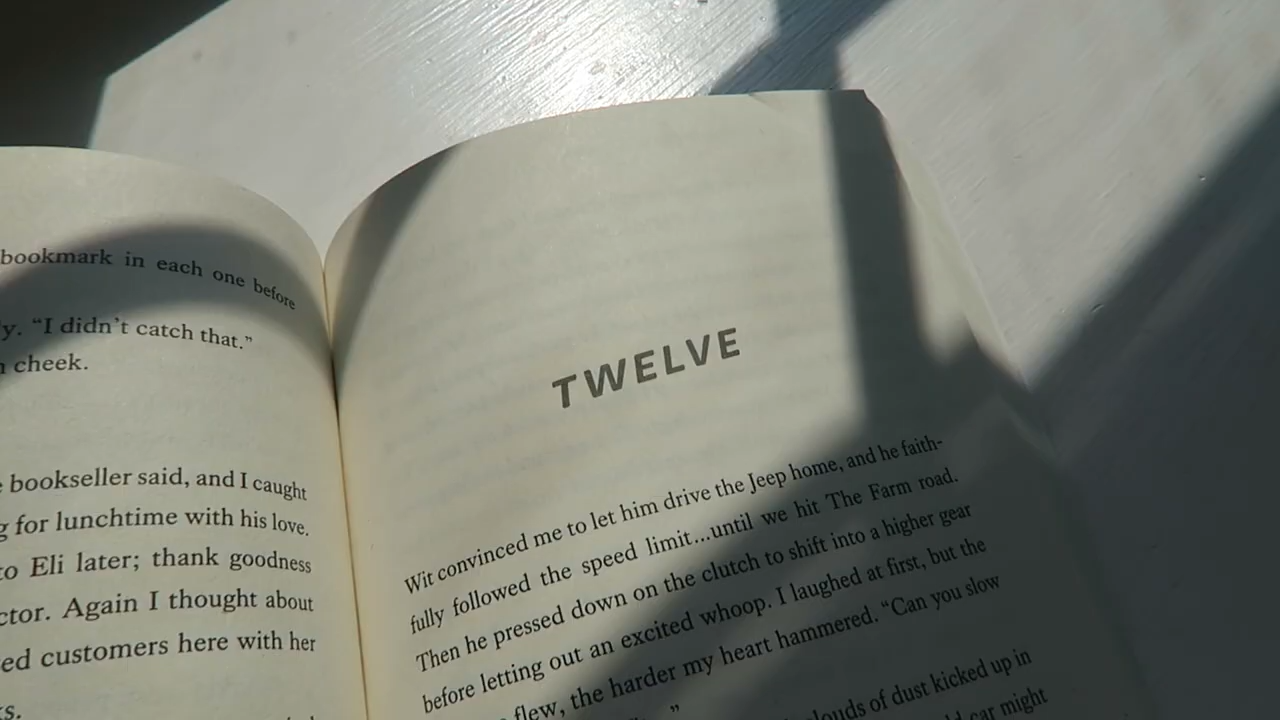 bookmark in each one before
y. “I didn’t catch that.”
cheek.
bookseller said, and I caught
g for lunchtime with his love.
to Eli later; thank goodness
ctor. Again I thought about
ed customers here with her
ks.
TWELVE
Wit convinced me to let him drive the Jeep home, and he faith-
fully followed the speed limit...until we hit The Farm road.
Then he pressed down on the clutch to shift into a higher gear
before letting out an excited whoop. I laughed at first, but the
flew, the harder my heart hammered. “Can you slow
”
clouds of dust kicked up in
car might